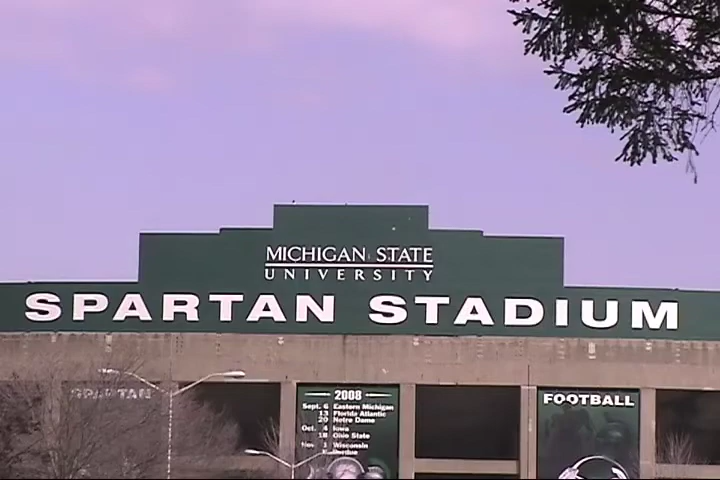 MICHIGAN STATE
UNIVERSITY
SPARTAN STADIUM
SPARTAN
2008
Sept. 6 Eastern Michigan
13 Florida Atlantic
20 Notre Dame
Oct. 4 Iowa
18 Ohio State
Nov. 1 Wisconsin
Purdue
FOOTBALL